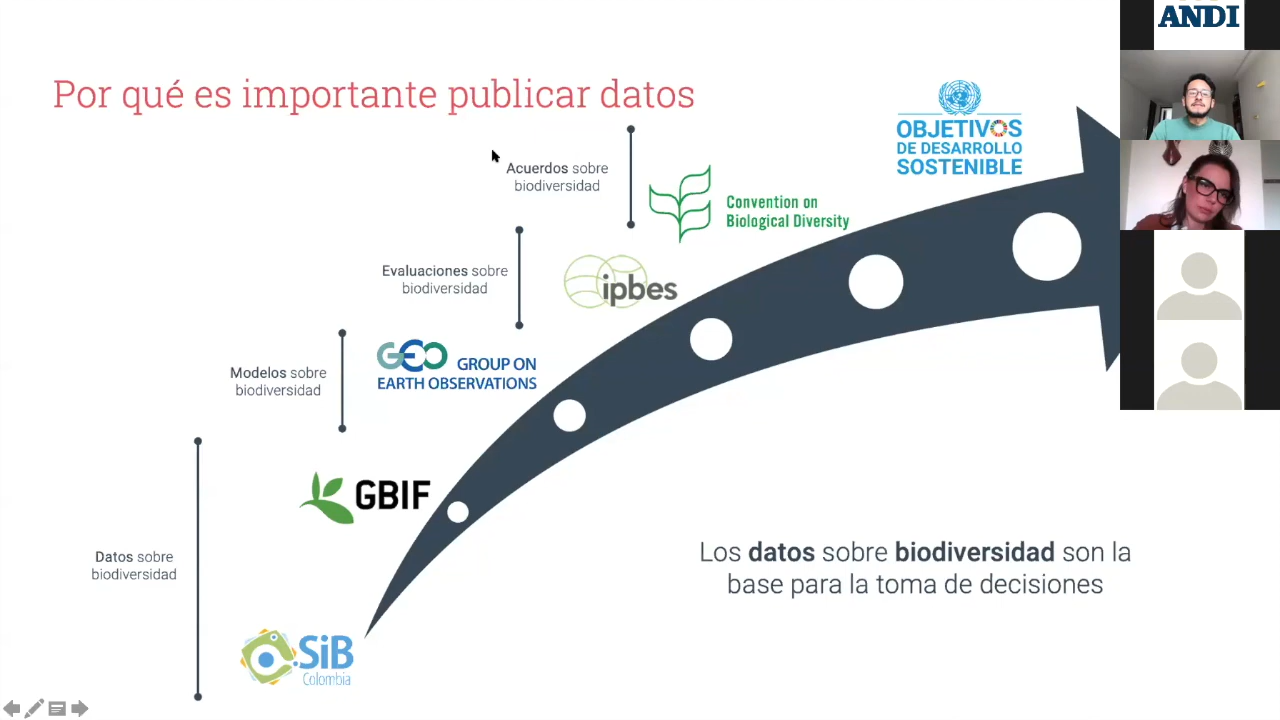 ANDI
Por qué es importante publicar datos
OBJETIVOS
DE DESARROLLO
SOSTENIBLE
Acuerdos sobre
biodiversidad
Convention on
Biological Diversity
Evaluaciones sobre
biodiversidad
ipbes
Modelos sobre
biodiversidad
GEO GROUP ON
EARTH OBSERVATIONS
GBIF
Datos sobre
biodiversidad
Los datos sobre biodiversidad son la
base para la toma de decisiones
SiB
Colombia